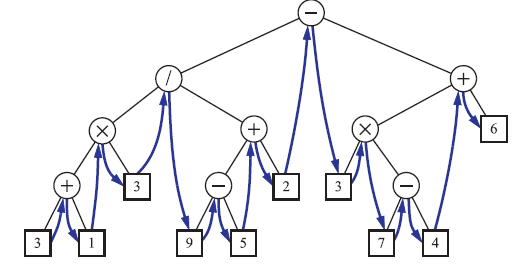 −
/ +
× + × 6
+ 3 − 2 3 −
3 1 9 5 7 4